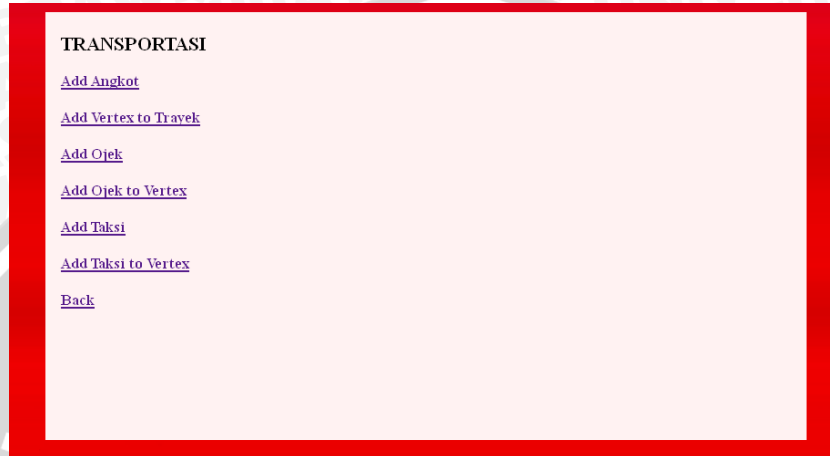 TRANSPORTASI
Add Angkot
Add Vertex to Trayek
Add Ojek
Add Ojek to Vertex
Add Taksi
Add Taksi to Vertex
Back